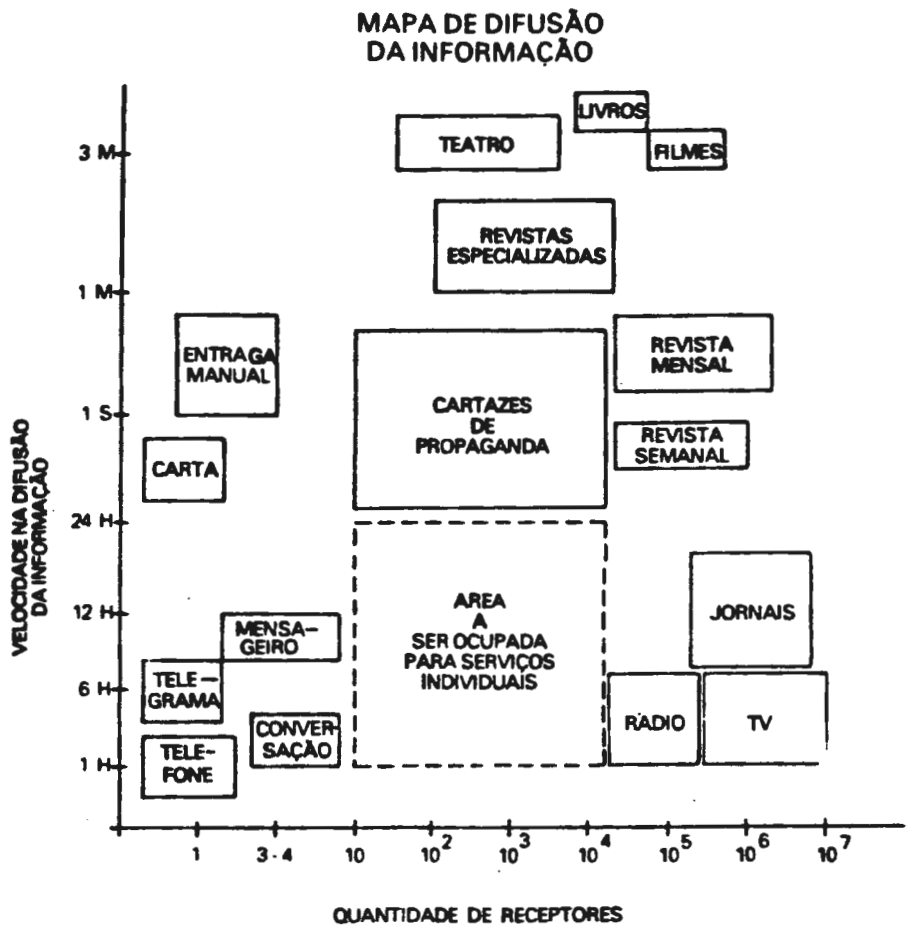 MAPA DE DIFUSÃO
DA INFORMAÇÃO
LIVROS
TEATRO
FILMES
3 M
REVISTAS
ESPECIALIZADAS
1 M
ENTRAGA
MANUAL
REVISTA
MENSAL
CARTAZES
DE
PROPAGANDA
1 S
REVISTA
SEMANAL
CARTA
24 H
VELOCIDADE NA DIFUSÃO
DA INFORMAÇÃO
AREA
A
SER OCUPADA
PARA SERVIÇOS
INDIVIDUAIS
JORNAIS
12 H
MENSA-
GEIRO
TELE-
GRAMA
6 H
CONVER-
SAÇÃO
RADIO
TV
TELE-
FONE
1 H
1 3·4 10 10² 10³ 10⁴ 10⁵ 10⁶ 10⁷
QUANTIDADE DE RECEPTORES